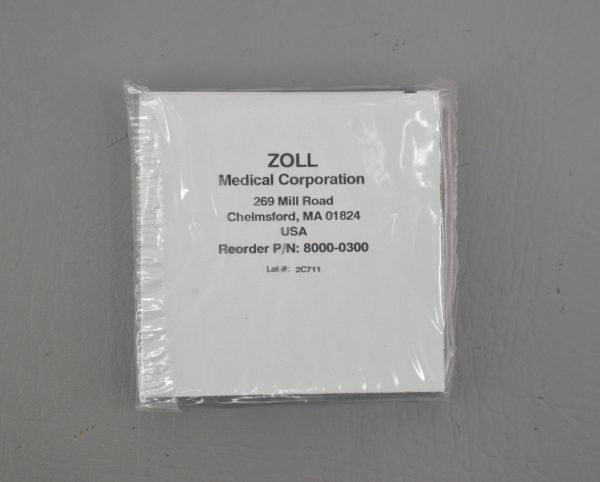 ZOLL
Medical Corporation
269 Mill Road
Chelmsford, MA 01824
USA
Reorder P/N: 8000-0300
Lot #: 2C711